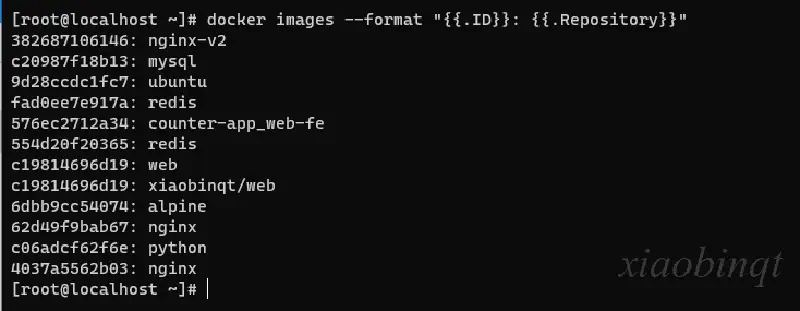 [root@localhost ~]# docker images --format "{{.ID}}: {{.Repository}}"
382687106146: nginx-v2
c20987f18b13: mysql
9d28ccdc1fc7: ubuntu
fad0ee7e917a: redis
576ec2712a34: counter-app_web-fe
554d20f20365: redis
c19814696d19: web
c19814696d19: xiaobinqt/web
6dbb9cc54074: alpine
62d49f9bab67: nginx
c06adcf62f6e: python
4037a5562b03: nginx
[root@localhost ~]#
xiaobinqt